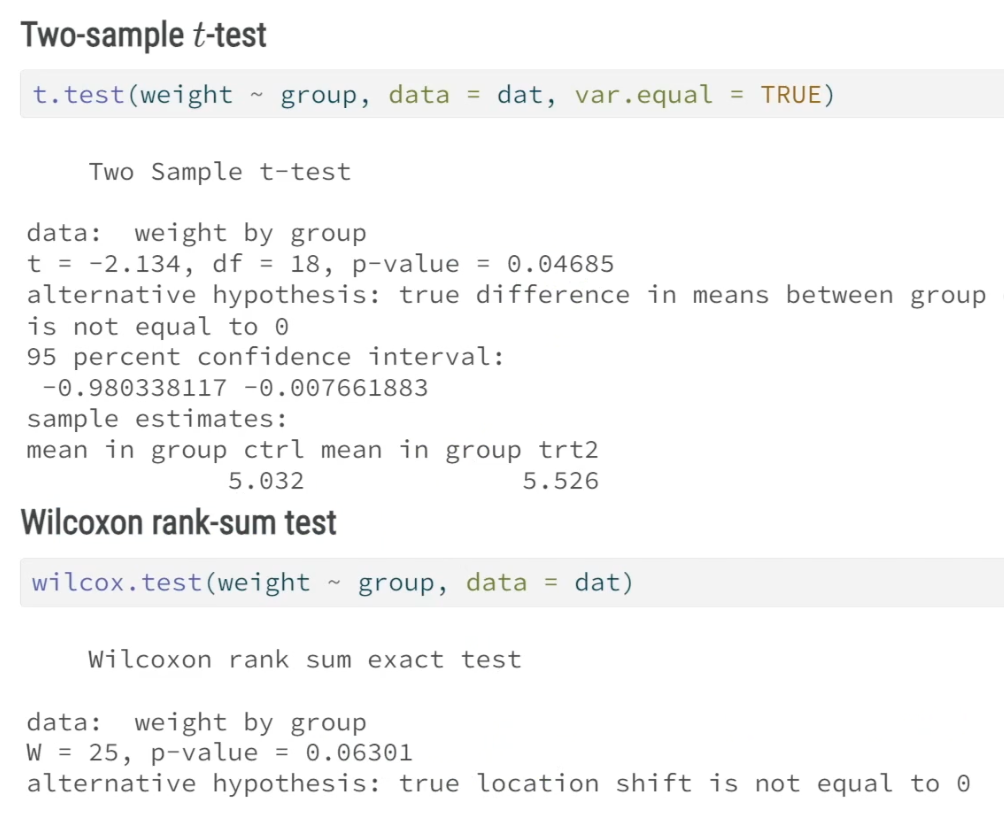 Two-sample t-test
t.test(weight ~ group, data = dat, var.equal = TRUE)
Two Sample t-test
data:  weight by group
t = -2.134, df = 18, p-value = 0.04685
alternative hypothesis: true difference in means between group
is not equal to 0
95 percent confidence interval:
-0.980338117 -0.007661883
sample estimates:
mean in group ctrl mean in group trt2
5.032 5.526
Wilcoxon rank-sum test
wilcox.test(weight ~ group, data = dat)
Wilcoxon rank sum exact test
data:  weight by group
W = 25, p-value = 0.06301
alternative hypothesis: true location shift is not equal to 0